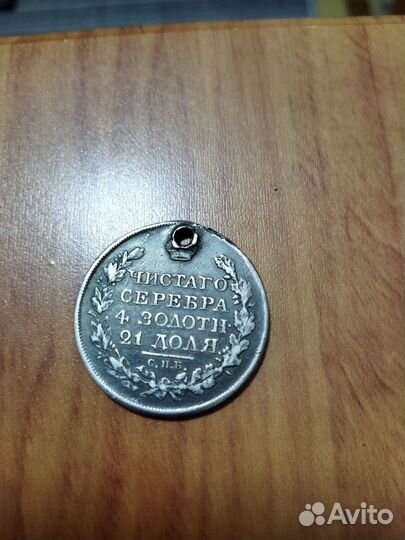 ЧИСТАГО
СЕРЕБРА
4 ЗОЛОТН.
21 ДОЛЯ
С.П.Б.
Avito